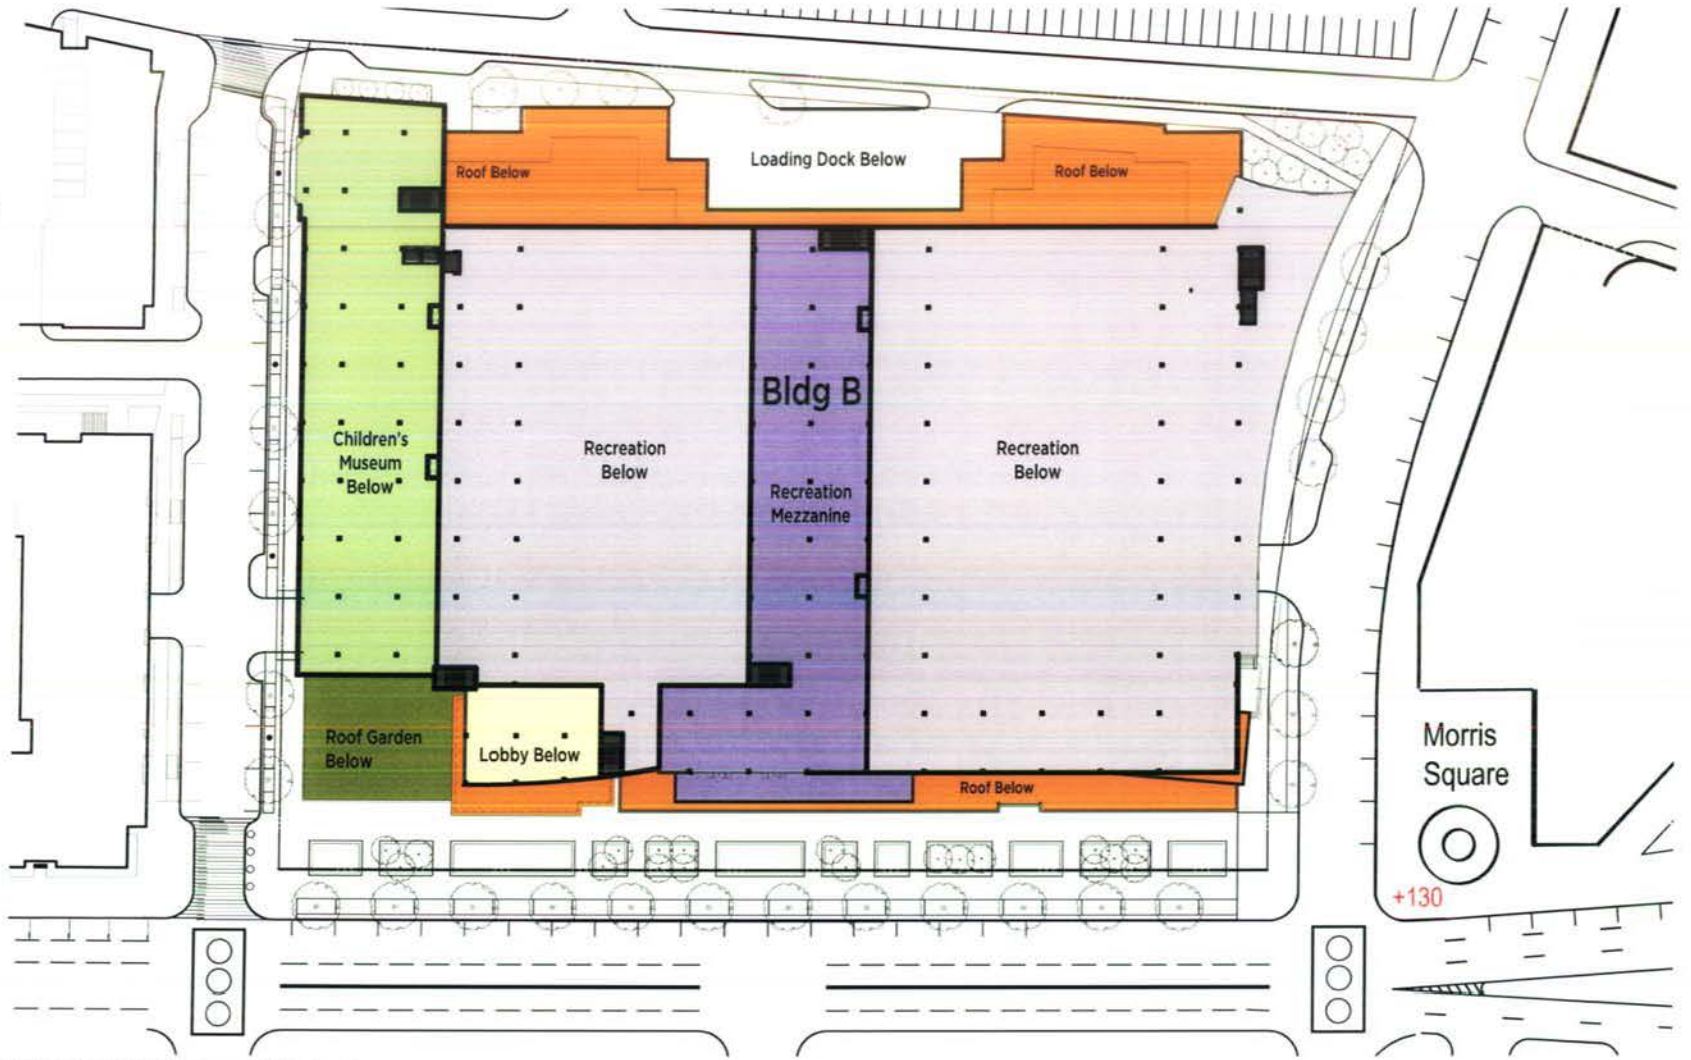 Loading Dock Below
Roof Below
Roof Below
Bldg B
Children's
Museum
Below
Recreation
Below
Recreation
Mezzanine
Recreation
Below
Roof Garden
Below
Lobby Below
Roof Below
Morris
Square
+130